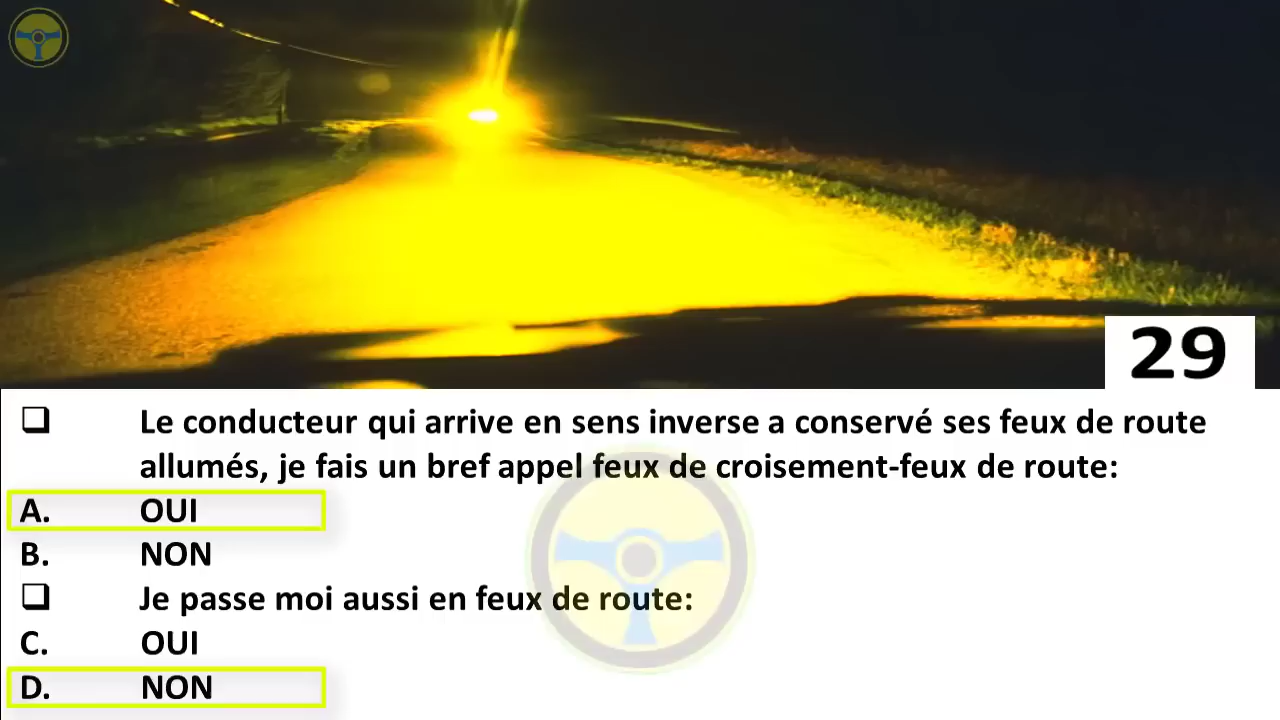 29
Le conducteur qui arrive en sens inverse a conservé ses feux de route
allumés, je fais un bref appel feux de croisement-feux de route:
A. OUI
B. NON
Je passe moi aussi en feux de route:
C. OUI
D. NON